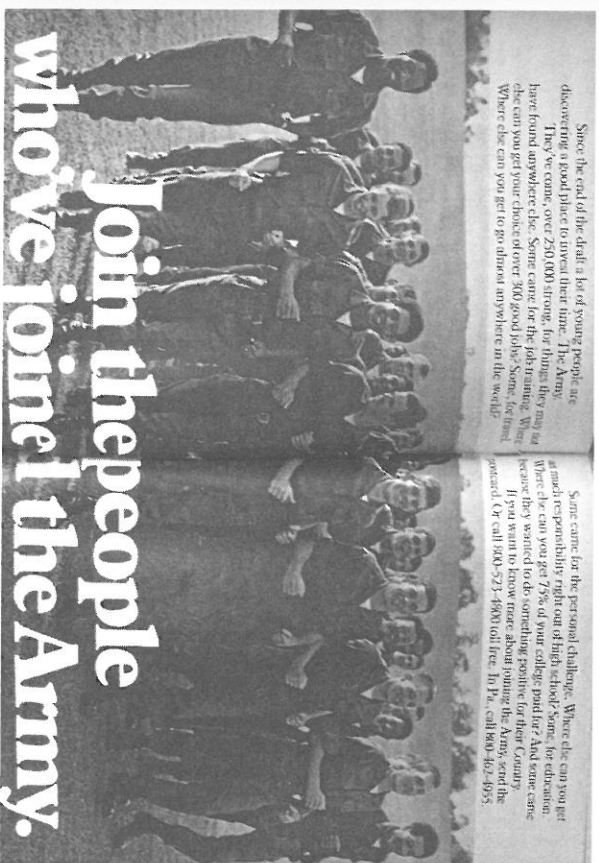 Since the end of the draft a lot of young people are
discovering a good place to invest their time. The Army.
They've come, over 250,000 strong, for things they may not
have found anywhere else. Some came for the job training. Where
else can you get your choice of over 300 good jobs? Some, for travel.
Where else can you get to go almost anywhere in the world?
Some came for the personal challenge. Where else can you get
as much responsibility right out of high school? Some, for education.
Where else can you get 75% of your college paid for? And some came
because they wanted to do something positive for their Country.
If you want to know more about joining the Army, send the
postcard. Or call 800-523-4800 toll free. In Pa., call 800-462-4955.
Join the people
who've joined the Army.